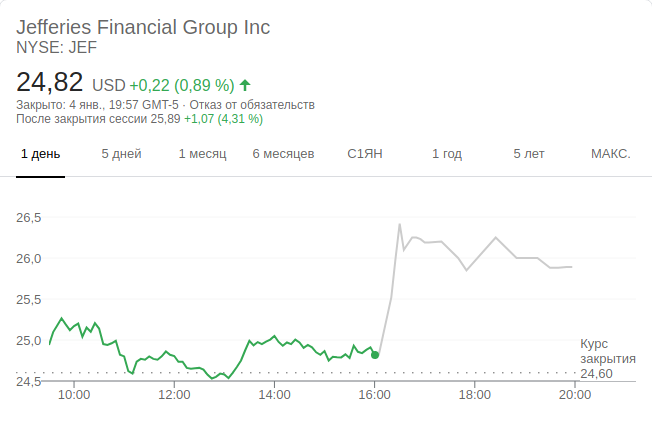 Jefferies Financial Group Inc
NYSE: JEF
24,82 USD +0,22 (0,89 %)
Закрыто: 4 янв., 19:57 GMT-5 · Отказ от обязательств
После закрытия сессии 25,89 +1,07 (4,31 %)
1 день 5 дней 1 месяц 6 месяцев С1ЯН 1 год 5 лет МАКС.
26,5
26,0
25,5
25,0
Курс
закрытия
24,60
24,5
10:00 12:00 14:00 16:00 18:00 20:00